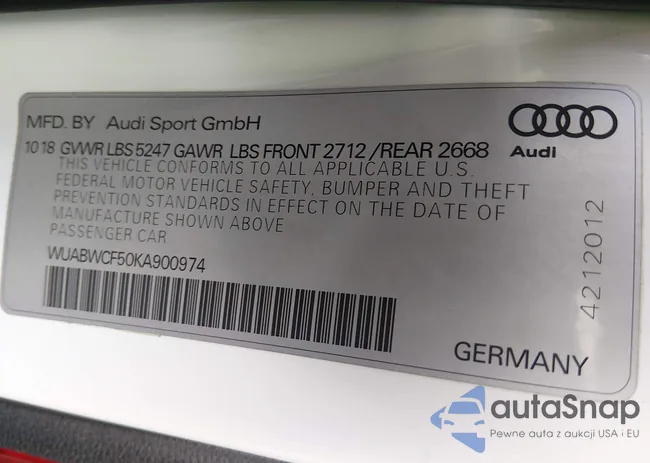 MFD. BY Audi Sport GmbH
10 18 GVWR LBS 5247 GAWR LBS FRONT 2712 /REAR 2668
THIS VEHICLE CONFORMS TO ALL APPLICABLE U.S.
FEDERAL MOTOR VEHICLE SAFETY, BUMPER AND THEFT
PREVENTION STANDARDS IN EFFECT ON THE DATE OF
MANUFACTURE SHOWN ABOVE
PASSENGER CAR
WUABWCF50KA900974
Audi
4212012
GERMANY
autaSnap
Pewne auta z aukcji USA i EU